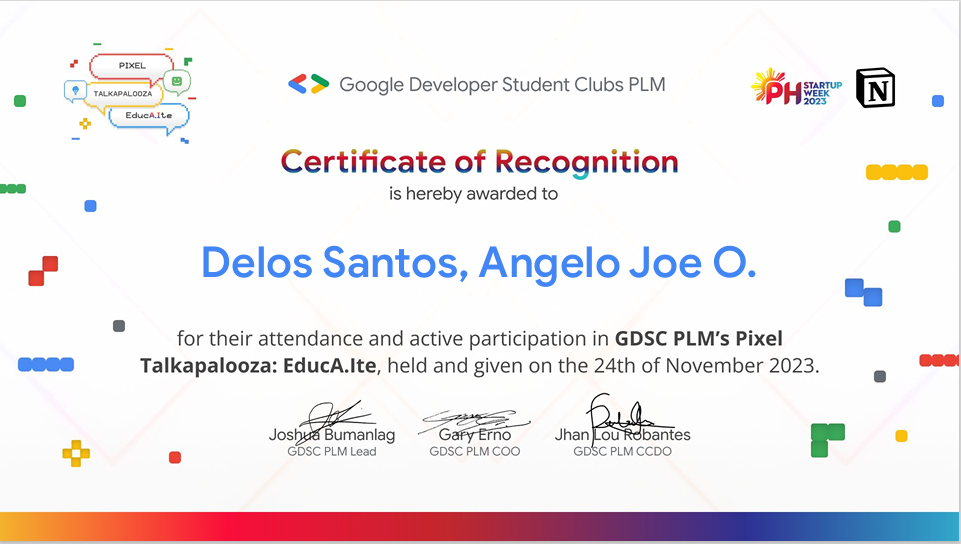 PIXEL
TALKAPALOOZA
EducA.Ite
Google Developer Student Clubs PLM
PH STARTUP
WEEK
2023
N
Certificate of Recognition
is hereby awarded to
Delos Santos, Angelo Joe O.
for their attendance and active participation in GDSC PLM’s Pixel
Talkapalooza: EducA.Ite, held and given on the 24th of November 2023.
Joshua Bumanlag Gary Erno Jhan Lou Robantes
GDSC PLM Lead GDSC PLM COO GDSC PLM CCDO